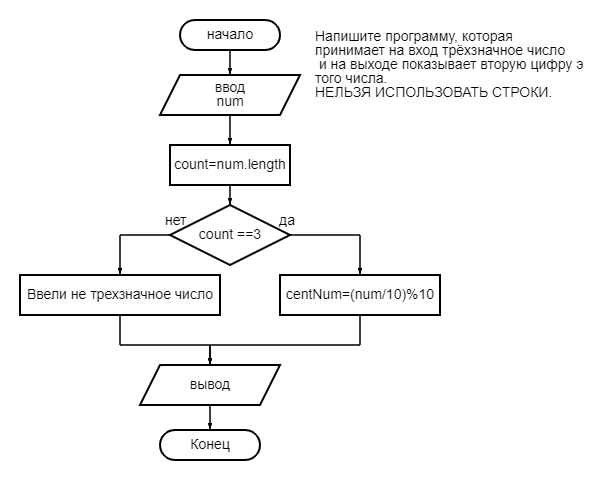 начало
Напишите программу, которая
принимает на вход трёхзначное число
и на выходе показывает вторую цифру э
того числа.
НЕЛЬЗЯ ИСПОЛЬЗОВАТЬ СТРОКИ.
ввод
num
count=num.length
нет
да
count ==3
Ввели не трехзначное число
centNum=(num/10)%10
вывод
Конец